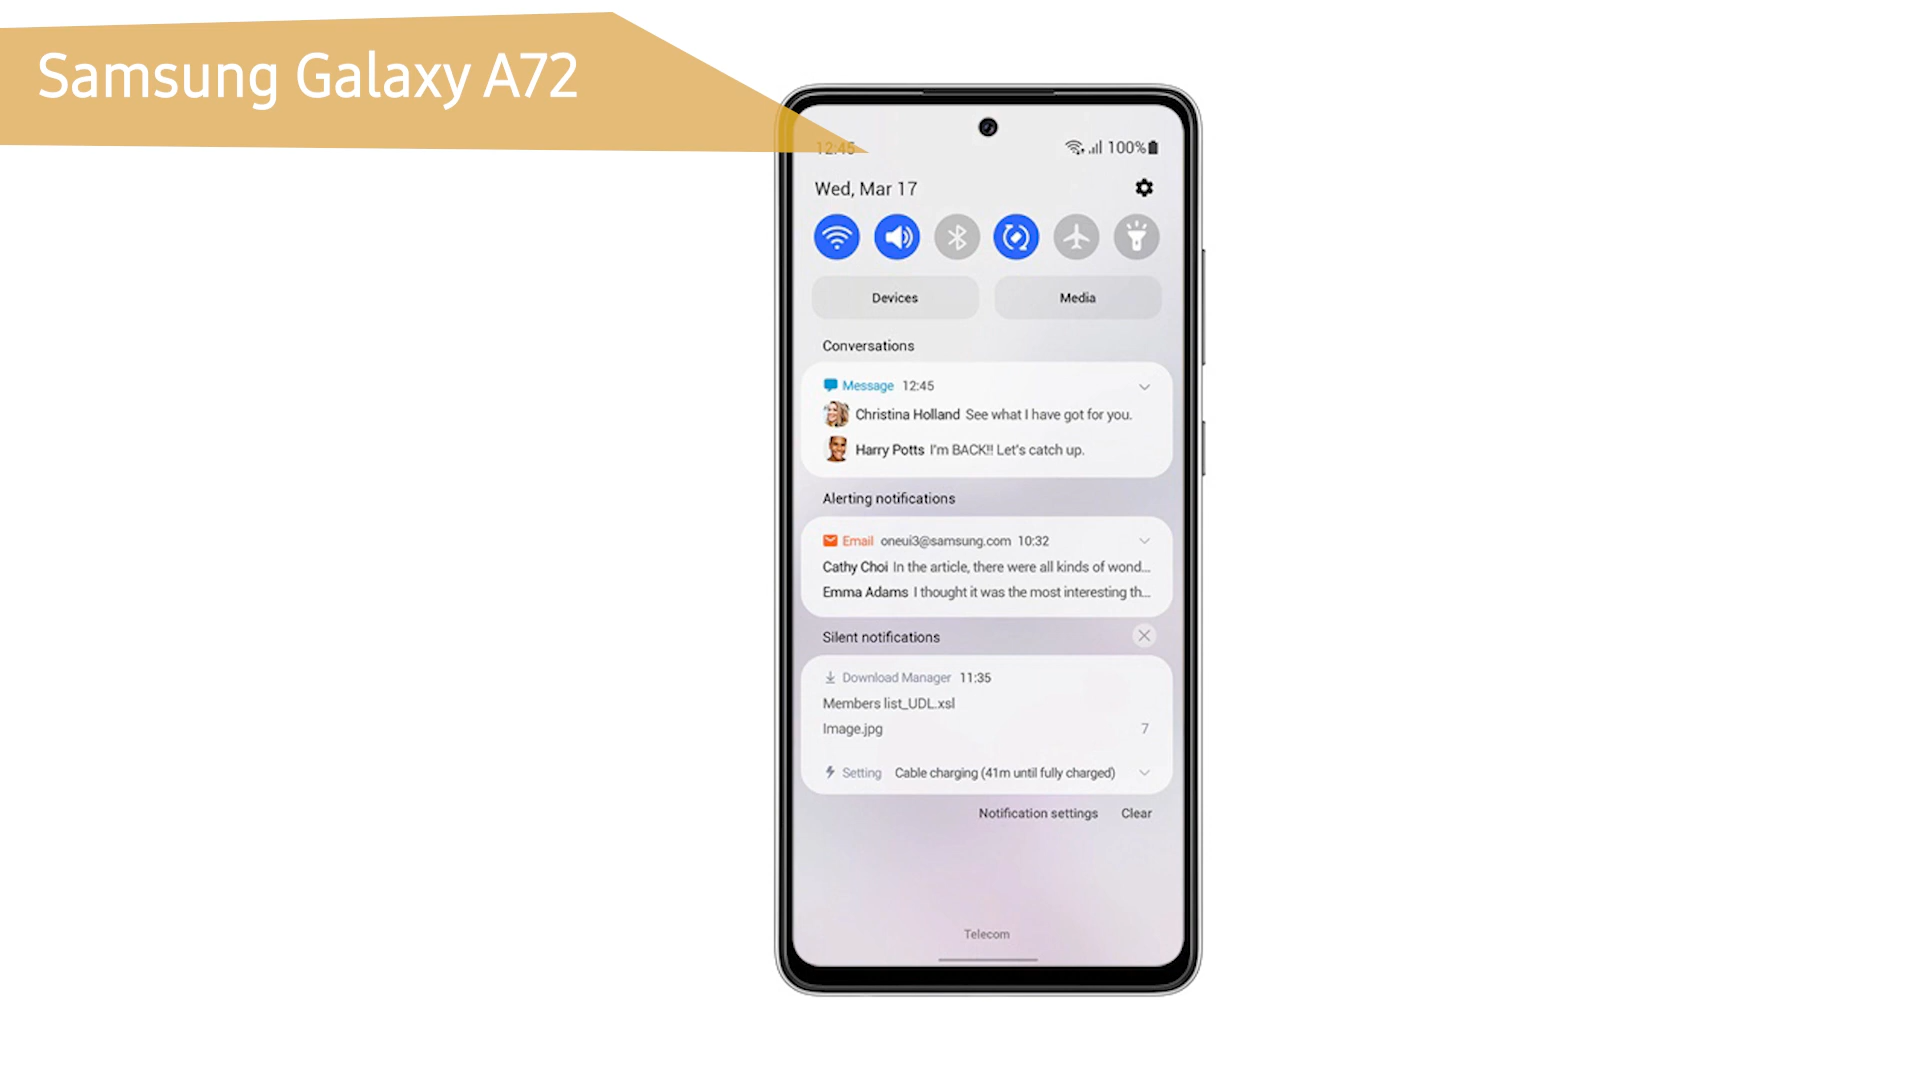 Samsung Galaxy A72
12:45
100%
Wed, Mar 17
Devices
Media
Conversations
Message 12:45
Christina Holland See what I have got for you.
Harry Potts I'm BACK!! Let's catch up.
Alerting notifications
Email oneui3@samsung.com 10:32
Cathy Choi In the article, there were all kinds of wond...
Emma Adams I thought it was the most interesting th...
Silent notifications
Download Manager 11:35
Members list_UDL.xsl
Image.jpg 7
Setting Cable charging (41m until fully charged)
Notification settings Clear
Telecom